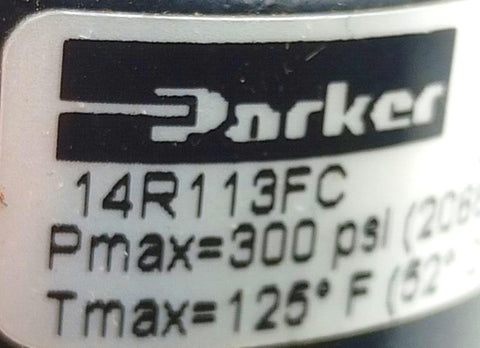 Parker
14R113FC
Pmax=300 psi (206
Tmax=125° F (52°